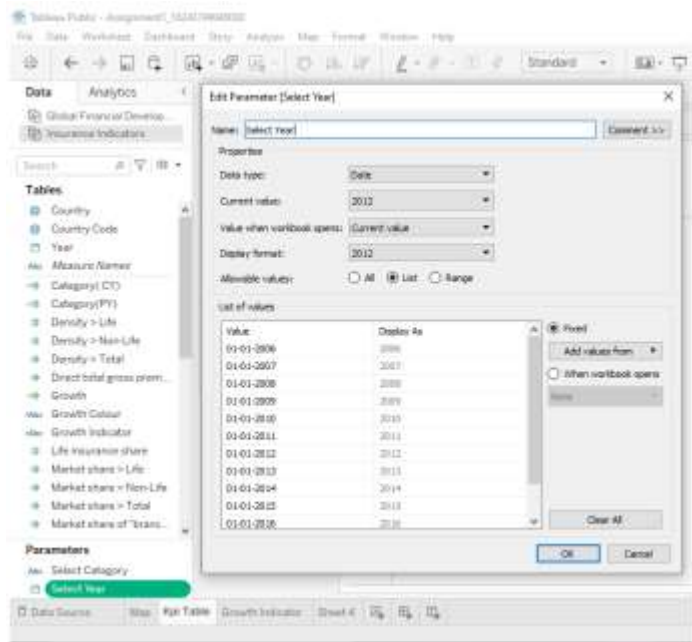 Tableau Public - Assignment1_16241194949000
File Data Worksheet Dashboard Story Analysis Map Format Window Help
Standard
Data Analytics
Global Financial Develop...
Insurance Indicators
Search
Tables
Country
Country Code
Year
Abc Measure Names
Category( CY)
Category(PY)
Density > Life
Density > Non-Life
Density > Total
Direct total gross prem...
Growth
Growth Colour
Growth Indicator
Life insurance share
Market share > Life
Market share > Non-Life
Market share > Total
Market share of "branc...
Parameters
Abc Select Category
Select Year
Edit Parameter [Select Year]
Name: Select Year Comment >>
Properties
Data type: Date
Current value: 2012
Value when workbook opens: Current value
Display format: 2012
Allowable values: All List Range
List of values
Value Display As
01-01-2006 2006
01-01-2007 2007
01-01-2008 2008
01-01-2009 2009
01-01-2010 2010
01-01-2011 2011
01-01-2012 2012
01-01-2013 2013
01-01-2014 2014
01-01-2015 2015
01-01-2016 2016
Fixed
Add values from
When workbook opens
None
Clear All
OK Cancel
Data Source Map Kpi Table Growth Indicator Sheet 4